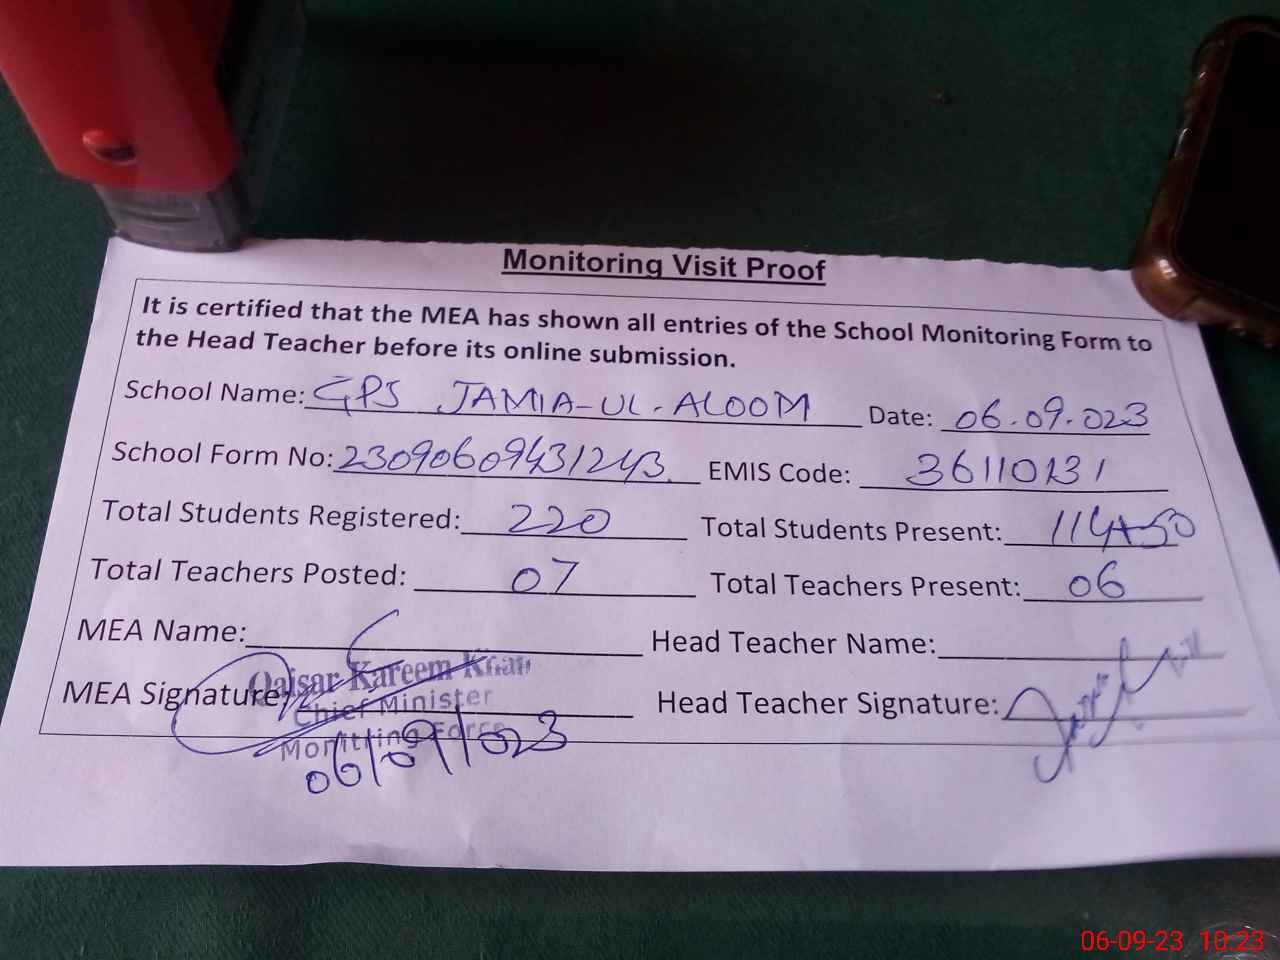 Monitoring Visit Proof
It is certified that the MEA has shown all entries of the School Monitoring Form to
the Head Teacher before its online submission.
School Name: GPS JAMIA-UL-ALOOM Date: 06.09.023
School Form No: 23090609431243 EMIS Code: 36110131
Total Students Registered: 220 Total Students Present: 114+50
Total Teachers Posted: 07 Total Teachers Present: 06
MEA Name: Head Teacher Name:
Qaisar Kareem Khan
MEA Signature: Head Teacher Signature:
Chief Minister
Monitring Force
06/09/023
06-09-23 10:23